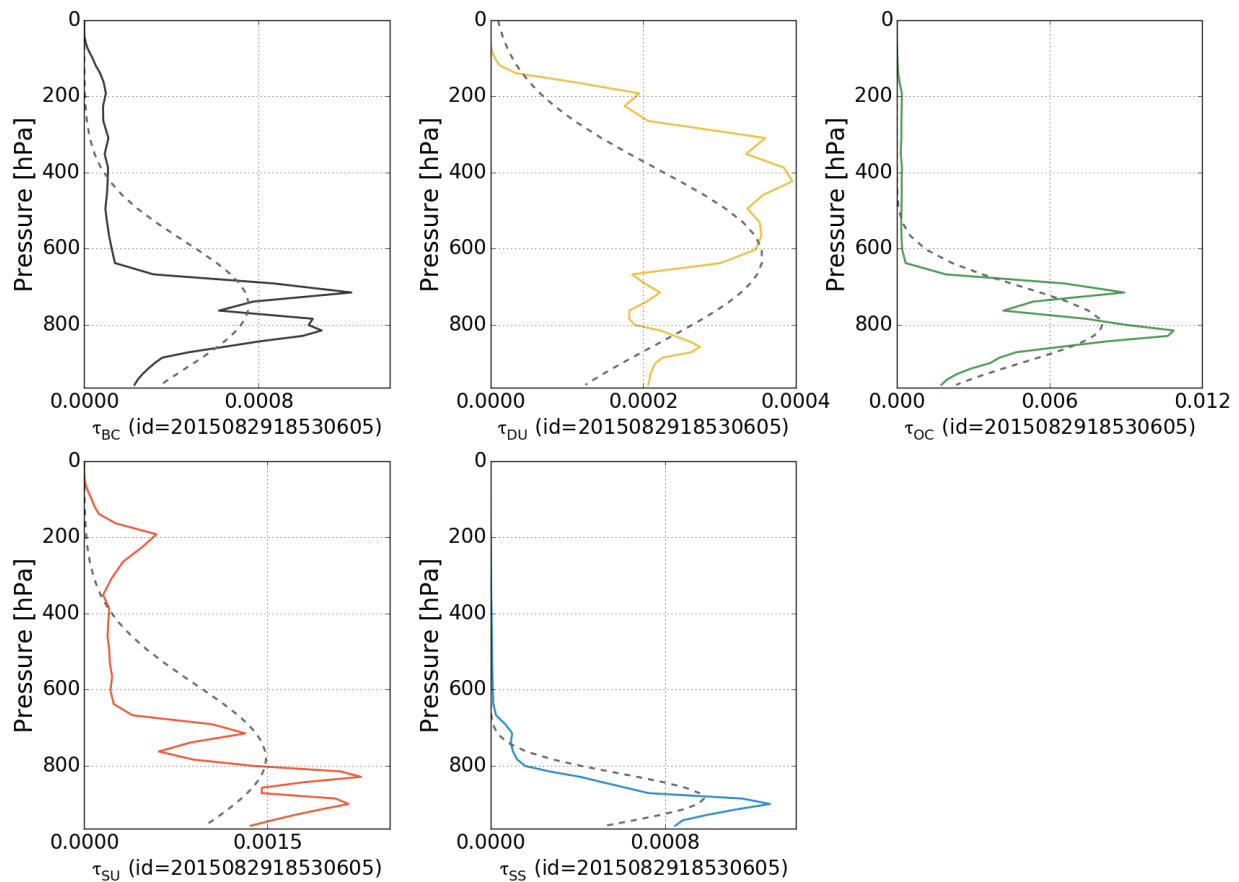 0
200
400
600
800
Pressure [hPa]
0.0000 0.0008
τBC (id=2015082918530605)
0
200
400
600
800
Pressure [hPa]
0.0000 0.0002 0.0004
τDU (id=2015082918530605)
0
200
400
600
800
Pressure [hPa]
0.000 0.006 0.012
τOC (id=2015082918530605)
0
200
400
600
800
Pressure [hPa]
0.0000 0.0015
τSU (id=2015082918530605)
0
200
400
600
800
Pressure [hPa]
0.0000 0.0008
τSS (id=2015082918530605)